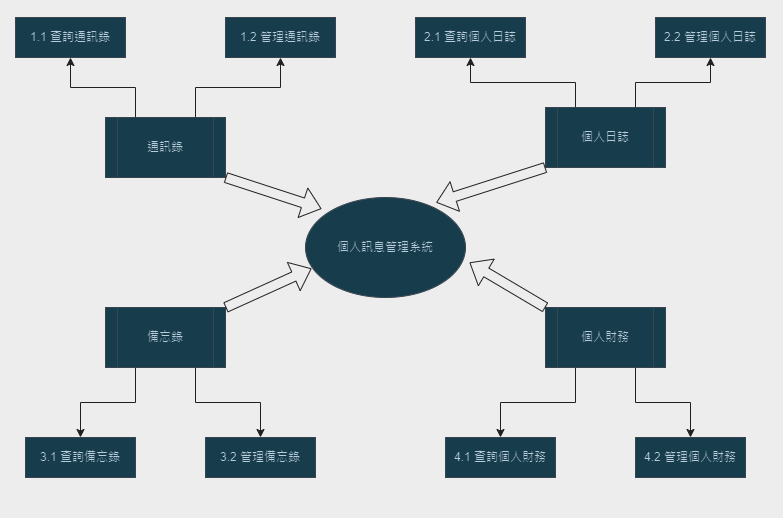 1.1 查詢通訊錄
1.2 管理通訊錄
2.1 查詢個人日誌
2.2 管理個人日誌
通訊錄
個人日誌
個人訊息管理系統
備忘錄
個人財務
3.1 查詢備忘錄
3.2 管理備忘錄
4.1 查詢個人財務
4.2 管理個人財務